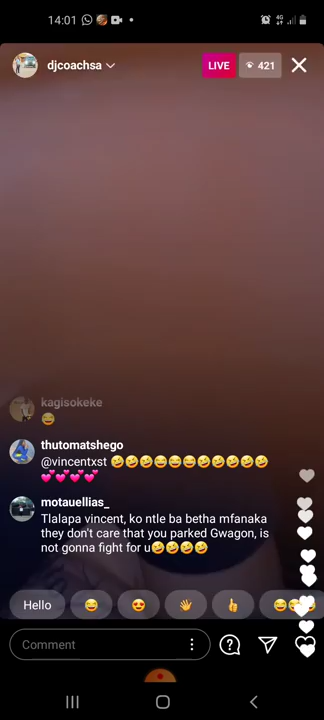 14:01
4G
djcoachsa
LIVE
421
kagisokeke
😂
thutomatshego
@vincentxst 🤣🤣🤣😂😂😂🤣🤣🤣🤣🤣
💕💕💕💕
motauellias_
Tlalapa vincent, ko ntle ba betha mfanaka
they don't care that you parked Gwagon, is
not gonna fight for u🤣🤣🤣🤣
Hello 😂 😍 👋 👍 😂
Comment